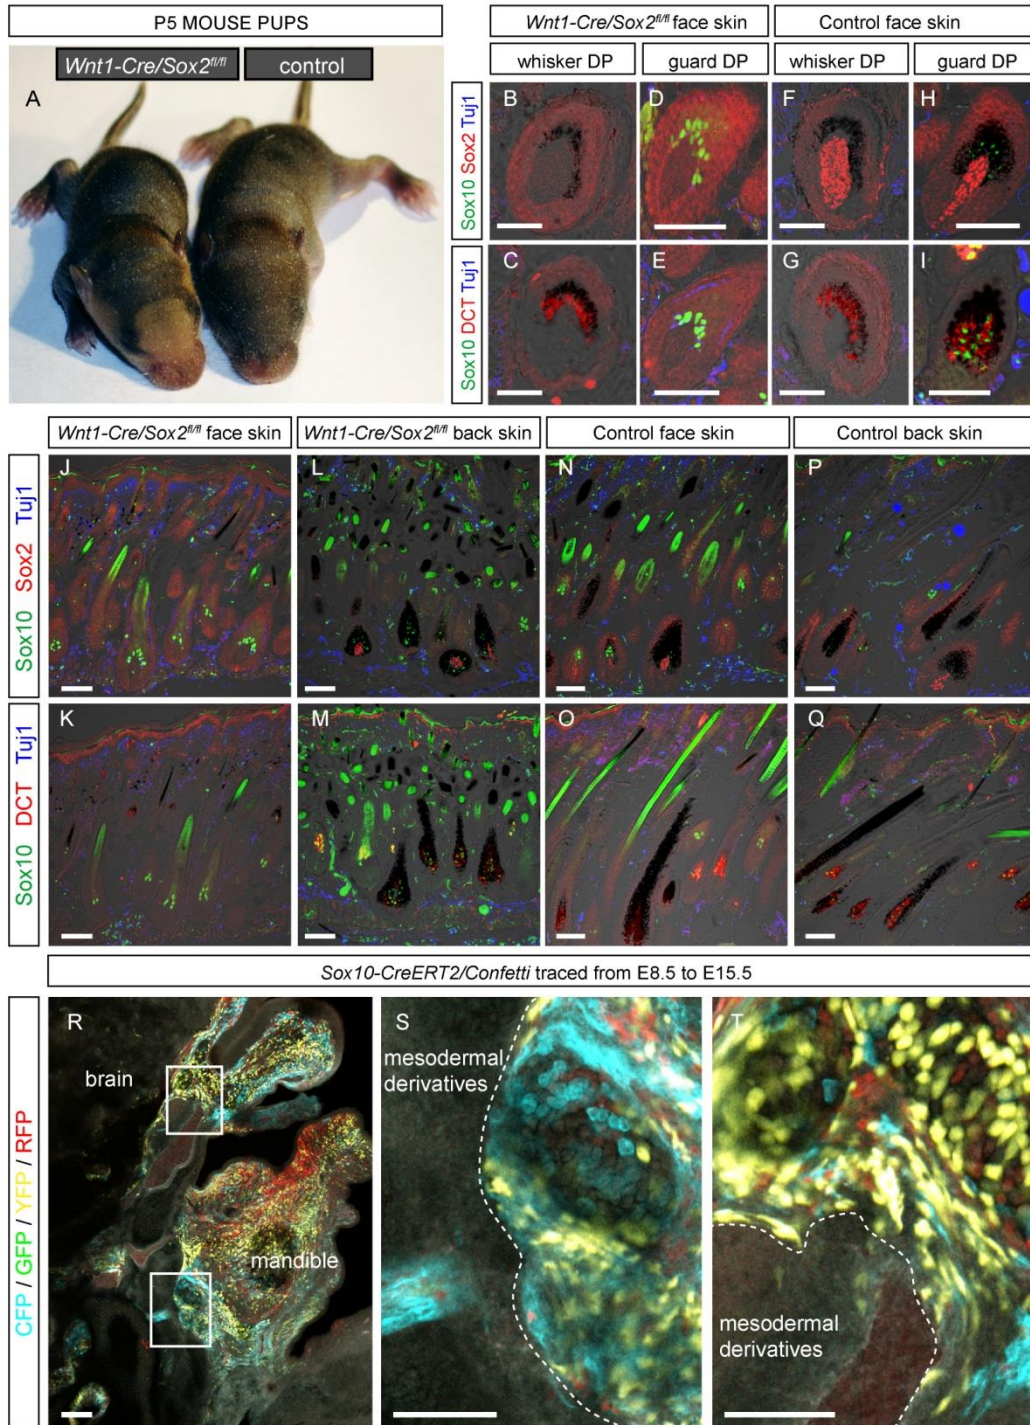 P5 MOUSE PUPS
Wnt1-Cre/Sox2fl/fl control
A
Wnt1-Cre/Sox2fl/fl face skin
Control face skin
whisker DP
guard DP
whisker DP
guard DP
Sox10 Sox2 Tuj1
B
D
F
H
Sox10 DCT Tuj1
C
E
G
I
Wnt1-Cre/Sox2fl/fl face skin
Wnt1-Cre/Sox2fl/fl back skin
Control face skin
Control back skin
Sox10 Sox2 Tuj1
J
L
N
P
Sox10 DCT Tuj1
K
M
O
Q
Sox10-CreERT2/Confetti traced from E8.5 to E15.5
CFP / GFP / YFP / RFP
R
brain
mandible
S
mesodermal
derivatives
T
mesodermal
derivatives